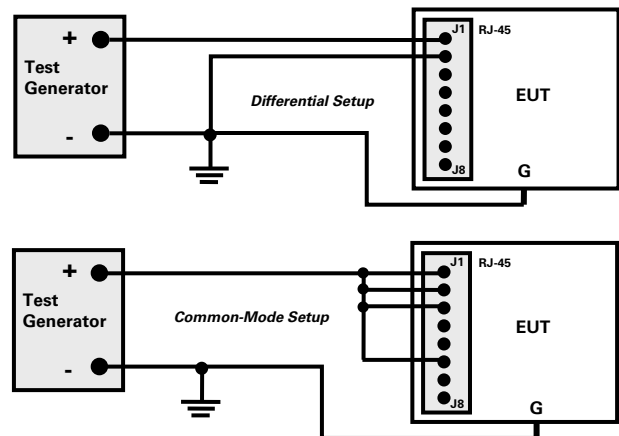 +
Test
Generator
-
Differential Setup
J1
RJ-45
EUT
J8
G
+
Test
Generator
-
Common-Mode Setup
J1
RJ-45
EUT
J8
G